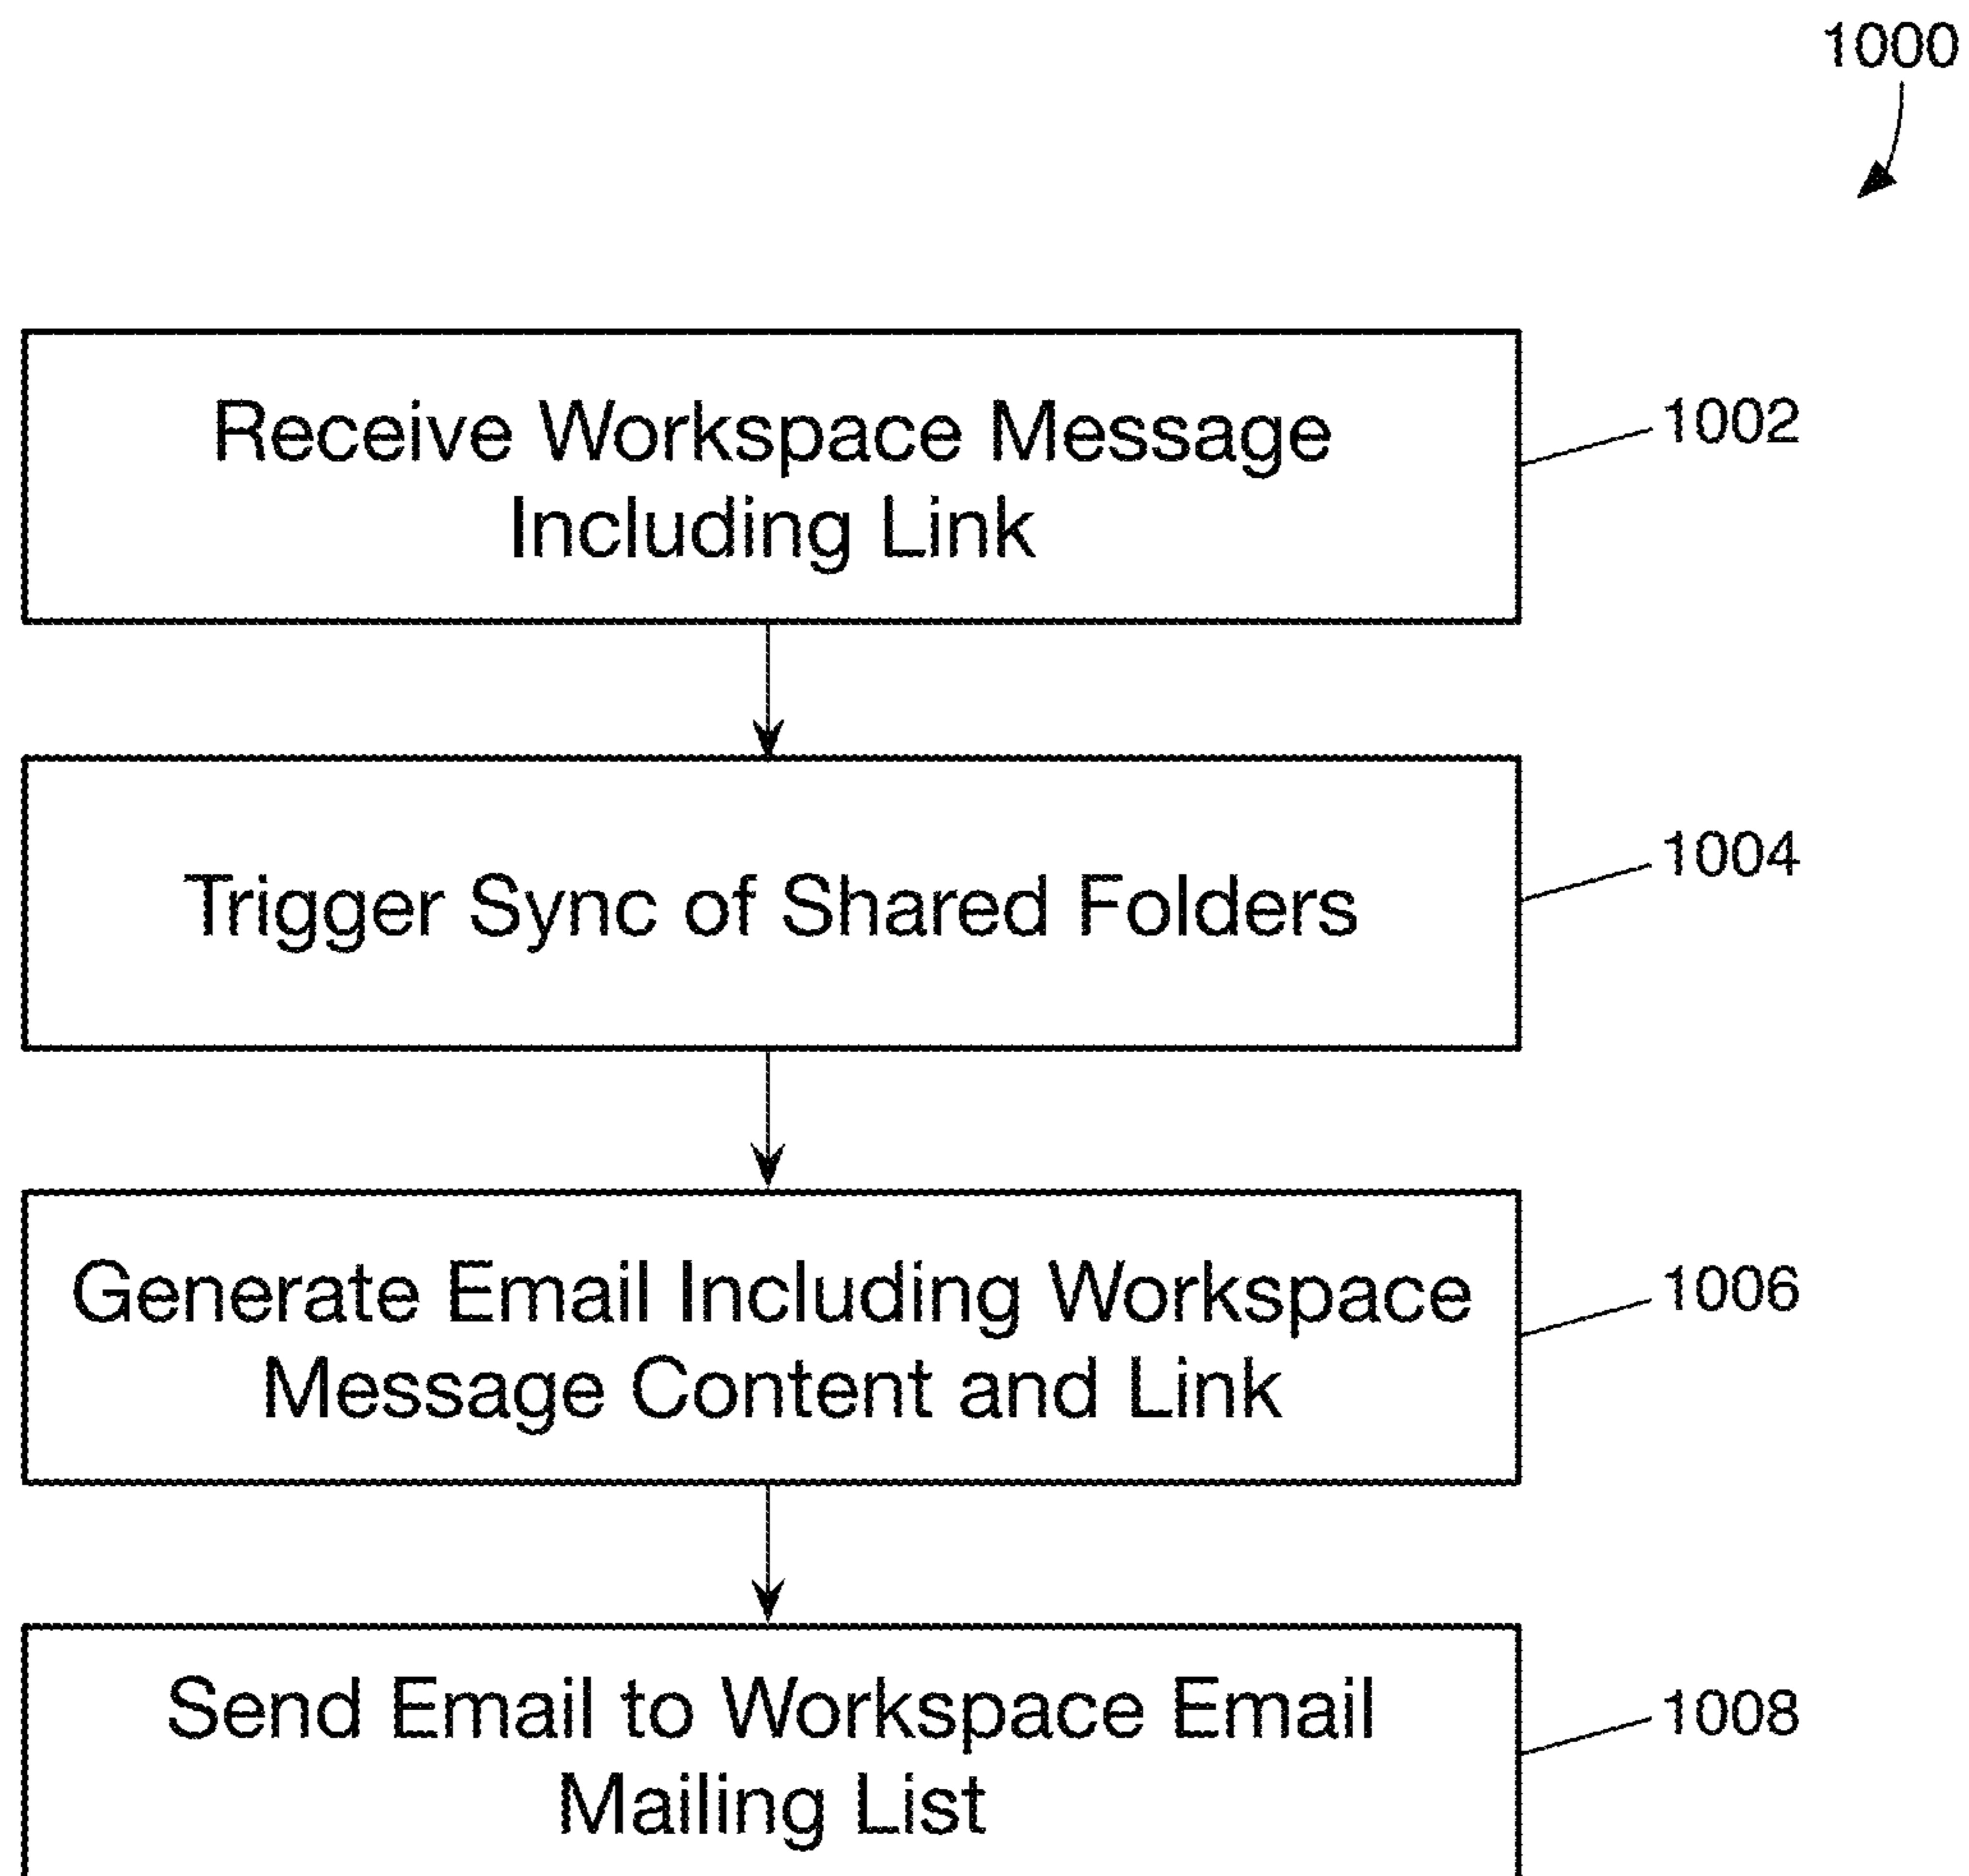 1000
Receive Workspace Message
Including Link
1002
Trigger Sync of Shared Folders
1004
Generate Email Including Workspace
Message Content and Link
1006
Send Email to Workspace Email
Mailing List
1008